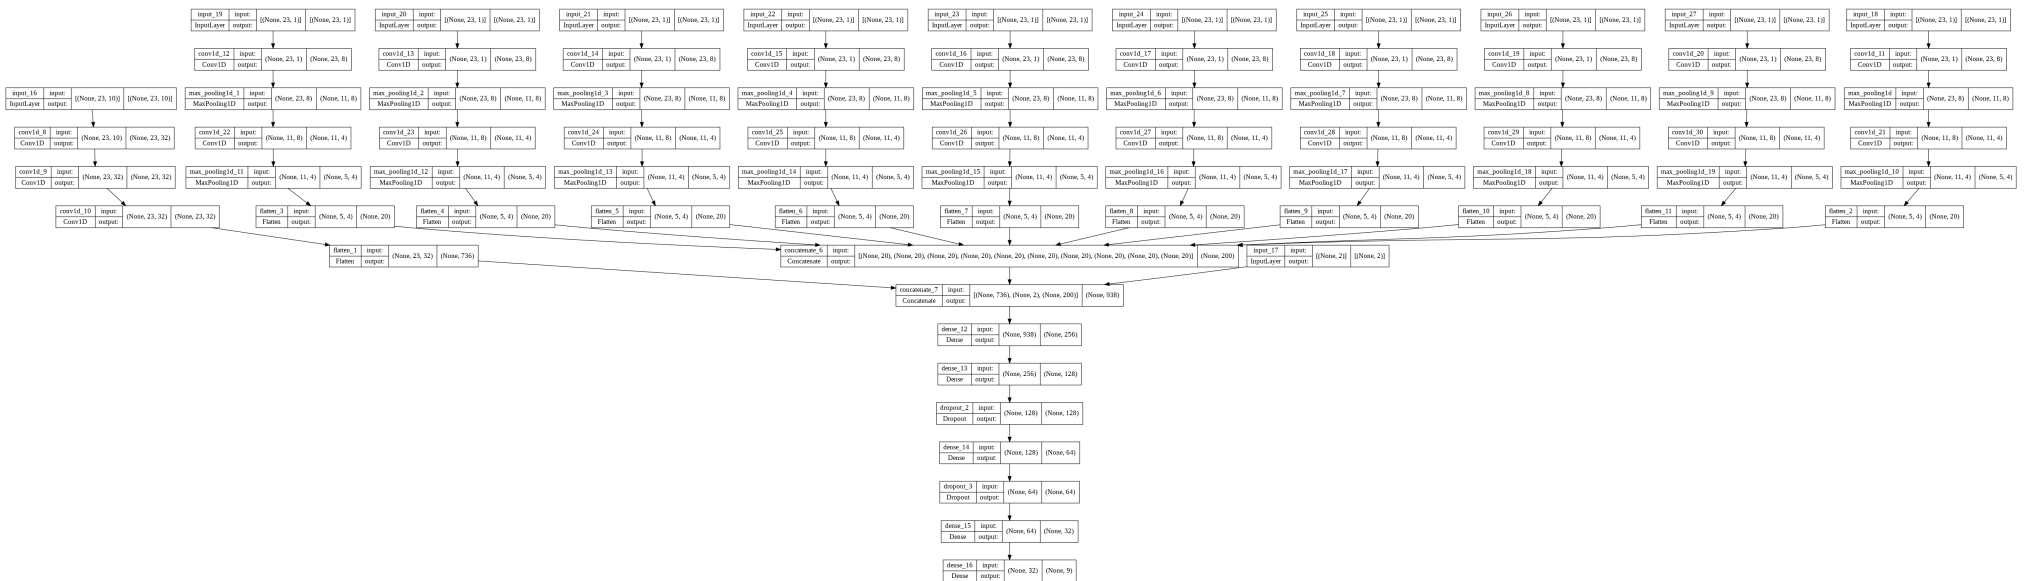 input_19 input: [(None, 23, 1)] [(None, 23, 1)] input_20 input: [(None, 23, 1)] [(None, 23, 1)] input_21 input: [(None, 23, 1)] [(None, 23, 1)] input_22 input: [(None, 23, 1)] [(None, 23, 1)] input_23 input: [(None, 23, 1)] [(None, 23, 1)] input_24 input: [(None, 23, 1)] [(None, 23, 1)] input_25 input: [(None, 23, 1)] [(None, 23, 1)] input_26 input: [(None, 23, 1)] [(None, 23, 1)] input_27 input: [(None, 23, 1)] [(None, 23, 1)] input_18 input: [(None, 23, 1)] [(None, 23, 1)]
InputLayer output: InputLayer output: InputLayer output: InputLayer output: InputLayer output: InputLayer output: InputLayer output: InputLayer output: InputLayer output: InputLayer output:
conv1d_12 input: (None, 23, 1) (None, 23, 8) conv1d_13 input: (None, 23, 1) (None, 23, 8) conv1d_14 input: (None, 23, 1) (None, 23, 8) conv1d_15 input: (None, 23, 1) (None, 23, 8) conv1d_16 input: (None, 23, 1) (None, 23, 8) conv1d_17 input: (None, 23, 1) (None, 23, 8) conv1d_18 input: (None, 23, 1) (None, 23, 8) conv1d_19 input: (None, 23, 1) (None, 23, 8) conv1d_20 input: (None, 23, 1) (None, 23, 8) conv1d_11 input: (None, 23, 1) (None, 23, 8)
Conv1D output: Conv1D output: Conv1D output: Conv1D output: Conv1D output: Conv1D output: Conv1D output: Conv1D output: Conv1D output: Conv1D output:
input_16 input: [(None, 23, 10)] [(None, 23, 10)] max_pooling1d_1 input: (None, 23, 8) (None, 11, 8) max_pooling1d_2 input: (None, 23, 8) (None, 11, 8) max_pooling1d_3 input: (None, 23, 8) (None, 11, 8) max_pooling1d_4 input: (None, 23, 8) (None, 11, 8) max_pooling1d_5 input: (None, 23, 8) (None, 11, 8) max_pooling1d_6 input: (None, 23, 8) (None, 11, 8) max_pooling1d_7 input: (None, 23, 8) (None, 11, 8) max_pooling1d_8 input: (None, 23, 8) (None, 11, 8) max_pooling1d_9 input: (None, 23, 8) (None, 11, 8) max_pooling1d input: (None, 23, 8) (None, 11, 8)
InputLayer output: MaxPooling1D output: MaxPooling1D output: MaxPooling1D output: MaxPooling1D output: MaxPooling1D output: MaxPooling1D output: MaxPooling1D output: MaxPooling1D output: MaxPooling1D output: MaxPooling1D output:
conv1d_8 input: (None, 23, 10) (None, 23, 32) conv1d_22 input: (None, 11, 8) (None, 11, 4) conv1d_23 input: (None, 11, 8) (None, 11, 4) conv1d_24 input: (None, 11, 8) (None, 11, 4) conv1d_25 input: (None, 11, 8) (None, 11, 4) conv1d_26 input: (None, 11, 8) (None, 11, 4) conv1d_27 input: (None, 11, 8) (None, 11, 4) conv1d_28 input: (None, 11, 8) (None, 11, 4) conv1d_29 input: (None, 11, 8) (None, 11, 4) conv1d_30 input: (None, 11, 8) (None, 11, 4) conv1d_21 input: (None, 11, 8) (None, 11, 4)
Conv1D output: Conv1D output: Conv1D output: Conv1D output: Conv1D output: Conv1D output: Conv1D output: Conv1D output: Conv1D output: Conv1D output: Conv1D output:
conv1d_9 input: (None, 23, 32) (None, 23, 32) max_pooling1d_11 input: (None, 11, 4) (None, 5, 4) max_pooling1d_12 input: (None, 11, 4) (None, 5, 4) max_pooling1d_13 input: (None, 11, 4) (None, 5, 4) max_pooling1d_14 input: (None, 11, 4) (None, 5, 4) max_pooling1d_15 input: (None, 11, 4) (None, 5, 4) max_pooling1d_16 input: (None, 11, 4) (None, 5, 4) max_pooling1d_17 input: (None, 11, 4) (None, 5, 4) max_pooling1d_18 input: (None, 11, 4) (None, 5, 4) max_pooling1d_19 input: (None, 11, 4) (None, 5, 4) max_pooling1d_10 input: (None, 11, 4) (None, 5, 4)
Conv1D output: MaxPooling1D output: MaxPooling1D output: MaxPooling1D output: MaxPooling1D output: MaxPooling1D output: MaxPooling1D output: MaxPooling1D output: MaxPooling1D output: MaxPooling1D output: MaxPooling1D output:
conv1d_10 input: (None, 23, 32) (None, 23, 32) flatten_3 input: (None, 5, 4) (None, 20) flatten_4 input: (None, 5, 4) (None, 20) flatten_5 input: (None, 5, 4) (None, 20) flatten_6 input: (None, 5, 4) (None, 20) flatten_7 input: (None, 5, 4) (None, 20) flatten_8 input: (None, 5, 4) (None, 20) flatten_9 input: (None, 5, 4) (None, 20) flatten_10 input: (None, 5, 4) (None, 20) flatten_11 input: (None, 5, 4) (None, 20) flatten_2 input: (None, 5, 4) (None, 20)
Conv1D output: Flatten output: Flatten output: Flatten output: Flatten output: Flatten output: Flatten output: Flatten output: Flatten output: Flatten output: Flatten output:
flatten_1 input: (None, 23, 32) (None, 736) concatenate_6 input: [(None, 20), (None, 20), (None, 20), (None, 20), (None, 20), (None, 20), (None, 20), (None, 20), (None, 20), (None, 20)] (None, 200) input_17 input: [(None, 2)] [(None, 2)]
Flatten output: Concatenate output: InputLayer output:
concatenate_7 input: [(None, 736), (None, 2), (None, 200)] (None, 938)
Concatenate output:
dense_12 input: (None, 938) (None, 256)
Dense output:
dense_13 input: (None, 256) (None, 128)
Dense output:
dropout_2 input: (None, 128) (None, 128)
Dropout output:
dense_14 input: (None, 128) (None, 64)
Dense output:
dropout_3 input: (None, 64) (None, 64)
Dropout output:
dense_15 input: (None, 64) (None, 32)
Dense output:
dense_16 input: (None, 32) (None, 9)
Dense output: